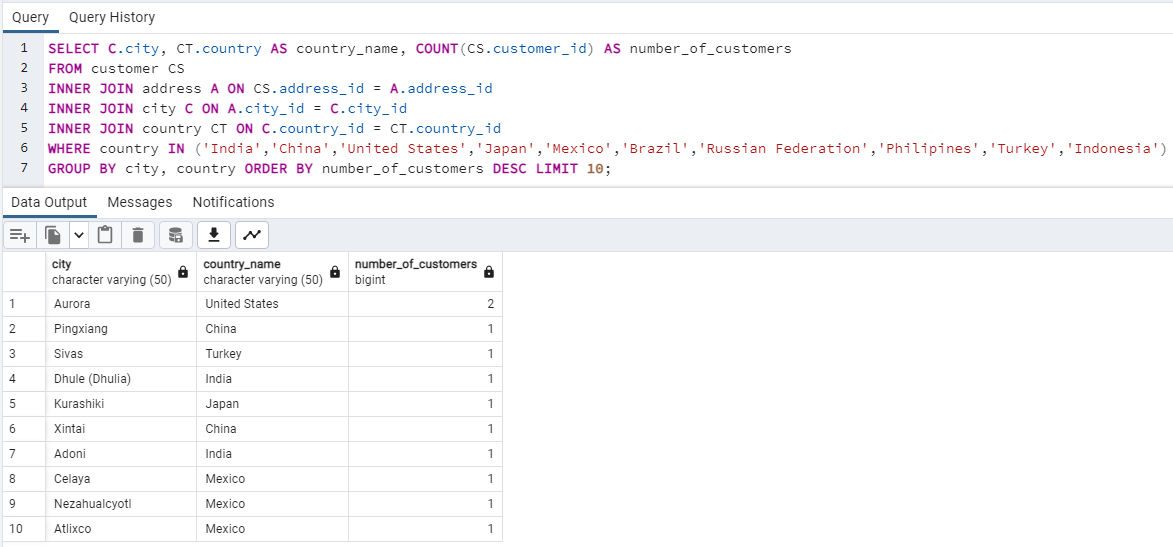 Query Query History
1 SELECT C.city, CT.country AS country_name, COUNT(CS.customer_id) AS number_of_customers
2 FROM customer CS
3 INNER JOIN address A ON CS.address_id = A.address_id
4 INNER JOIN city C ON A.city_id = C.city_id
5 INNER JOIN country CT ON C.country_id = CT.country_id
6 WHERE country IN ('India','China','United States','Japan','Mexico','Brazil','Russian Federation','Philipines','Turkey','Indonesia')
7 GROUP BY city, country ORDER BY number_of_customers DESC LIMIT 10;
Data Output Messages Notifications
city country_name number_of_customers
character varying (50) character varying (50) bigint
1 Aurora United States 2
2 Pingxiang China 1
3 Sivas Turkey 1
4 Dhule (Dhulia) India 1
5 Kurashiki Japan 1
6 Xintai China 1
7 Adoni India 1
8 Celaya Mexico 1
9 Nezahualcyotl Mexico 1
10 Atlixco Mexico 1